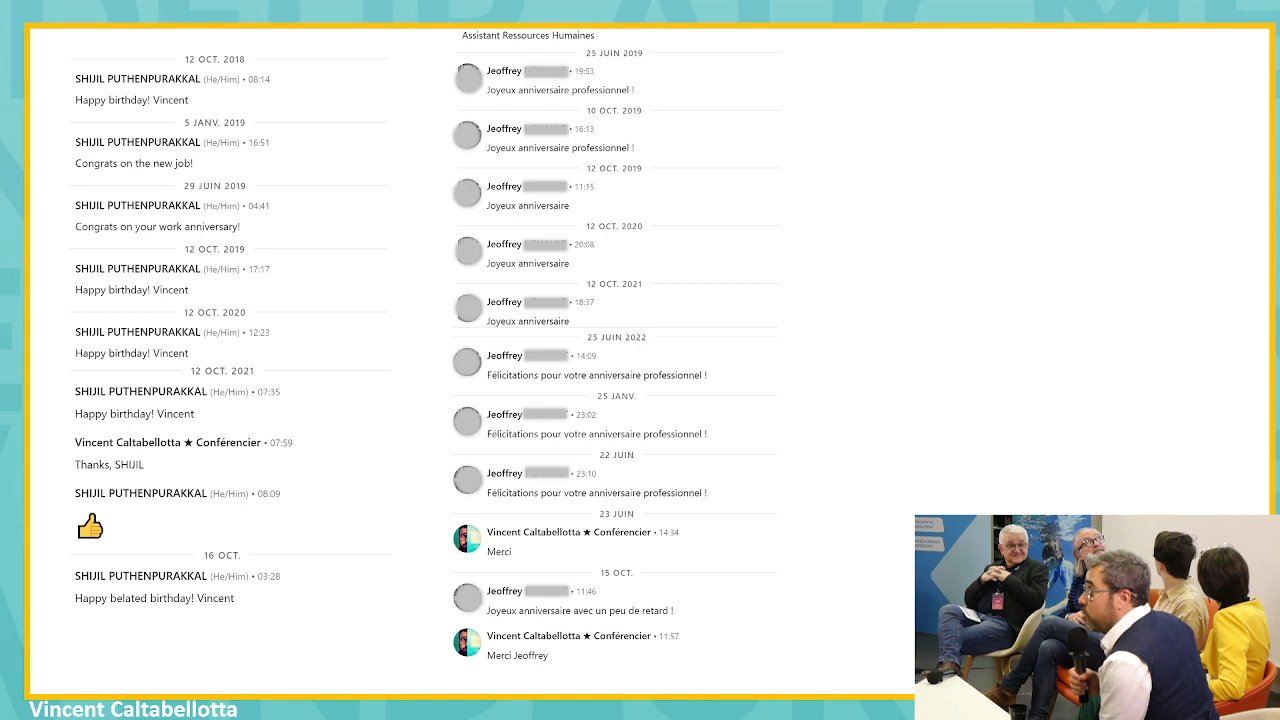 12 OCT. 2018
SHIJIL PUTHENPURAKKAL (He/Him) • 08:14
Happy birthday! Vincent
5 JANV. 2019
SHIJIL PUTHENPURAKKAL (He/Him) • 16:51
Congrats on the new job!
29 JUIN 2019
SHIJIL PUTHENPURAKKAL (He/Him) • 04:41
Congrats on your work anniversary!
12 OCT. 2019
SHIJIL PUTHENPURAKKAL (He/Him) • 17:17
Happy birthday! Vincent
12 OCT. 2020
SHIJIL PUTHENPURAKKAL (He/Him) • 12:23
Happy birthday! Vincent
12 OCT. 2021
SHIJIL PUTHENPURAKKAL (He/Him) • 07:35
Happy birthday! Vincent
Vincent Caltabellotta ★ Conférencier • 07:59
Thanks, SHIJIL
SHIJIL PUTHENPURAKKAL (He/Him) • 08:09
👍
16 OCT.
SHIJIL PUTHENPURAKKAL (He/Him) • 03:28
Happy belated birthday! Vincent
Assistant Ressources Humaines
25 JUIN 2019
Jeoffrey • 19:53
Joyeux anniversaire professionnel !
10 OCT. 2019
Jeoffrey • 16:13
Joyeux anniversaire professionnel !
12 OCT. 2019
Jeoffrey • 11:15
Joyeux anniversaire
12 OCT. 2020
Jeoffrey • 20:08
Joyeux anniversaire
12 OCT. 2021
Jeoffrey • 18:37
Joyeux anniversaire
25 JUIN 2022
Jeoffrey • 14:09
Félicitations pour votre anniversaire professionnel !
25 JANV.
Jeoffrey • 23:02
Félicitations pour votre anniversaire professionnel !
22 JUIN
Jeoffrey • 23:10
Félicitations pour votre anniversaire professionnel !
23 JUIN
Vincent Caltabellotta ★ Conférencier • 14:34
Merci
15 OCT.
Jeoffrey • 11:46
Joyeux anniversaire avec un peu de retard !
Vincent Caltabellotta ★ Conférencier • 11:57
Merci Jeoffrey
Vincent Caltabellotta